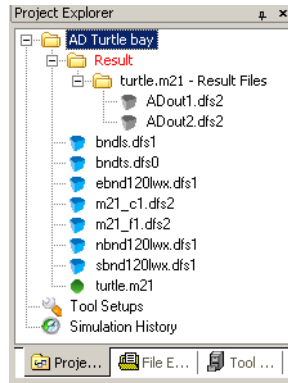 Project Explorer
AD Turtle bay
Result
turtle.m21 - Result Files
ADout1.dfs2
ADout2.dfs2
bndls.dfs1
bndts.dfs0
ebnd120lwx.dfs1
m21_c1.dfs2
m21_f1.dfs2
nbnd120lwx.dfs1
sbnd120lwx.dfs1
turtle.m21
Tool Setups
Simulation History
Proje... File E... Tool ...